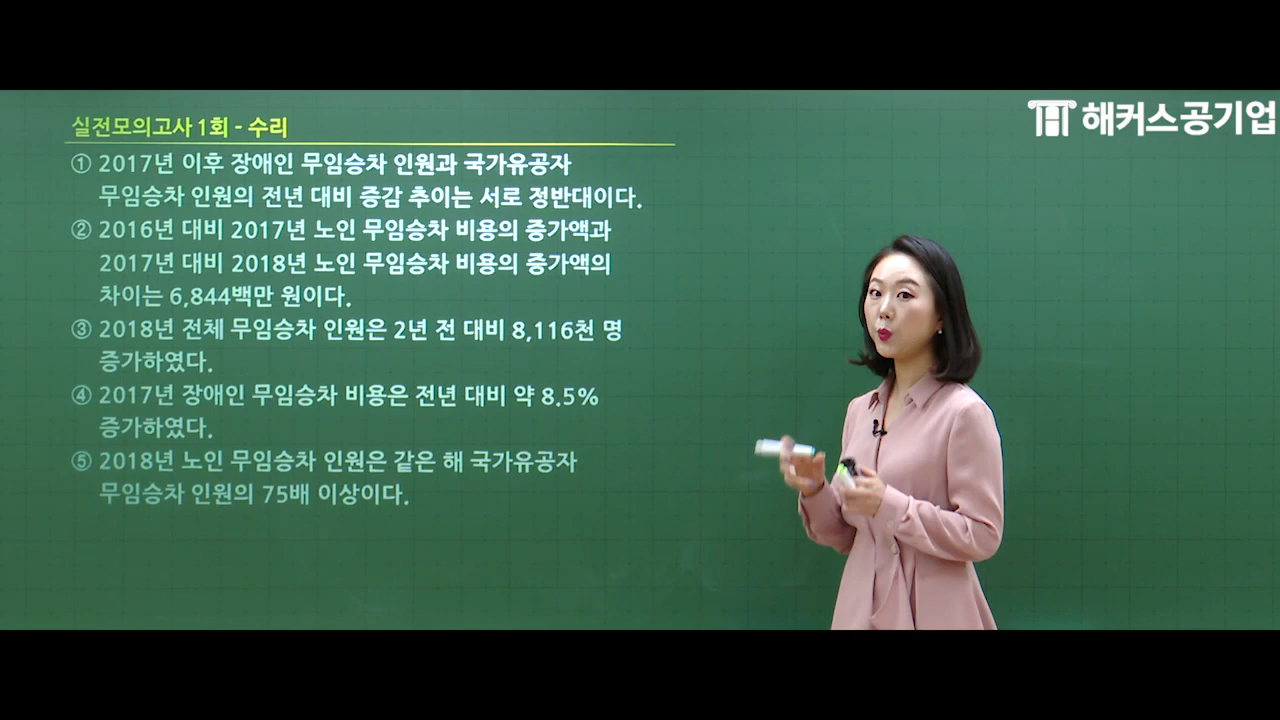 실전모의고사 1회 - 수리
해커스공기업
① 2017년 이후 장애인 무임승차 인원과 국가유공자
무임승차 인원의 전년 대비 증감 추이는 서로 정반대이다.
② 2016년 대비 2017년 노인 무임승차 비용의 증가액과
2017년 대비 2018년 노인 무임승차 비용의 증가액의
차이는 6,844백만 원이다.
③ 2018년 전체 무임승차 인원은 2년 전 대비 8,116천 명
증가하였다.
④ 2017년 장애인 무임승차 비용은 전년 대비 약 8.5%
증가하였다.
⑤ 2018년 노인 무임승차 인원은 같은 해 국가유공자
무임승차 인원의 75배 이상이다.